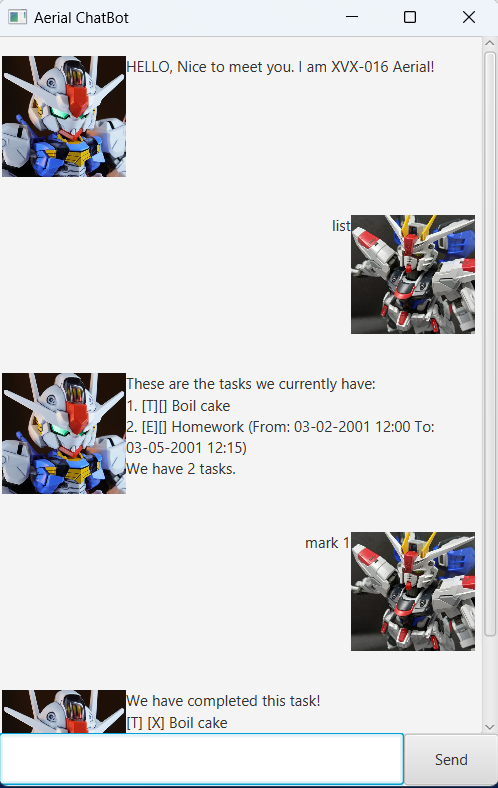 Aerial ChatBot
HELLO, Nice to meet you. I am XVX-016 Aerial!
list
These are the tasks we currently have:
1. [T][] Boil cake
2. [E][] Homework (From: 03-02-2001 12:00 To:
03-05-2001 12:15)
We have 2 tasks.
mark 1
We have completed this task!
[T] [X] Boil cake
Send